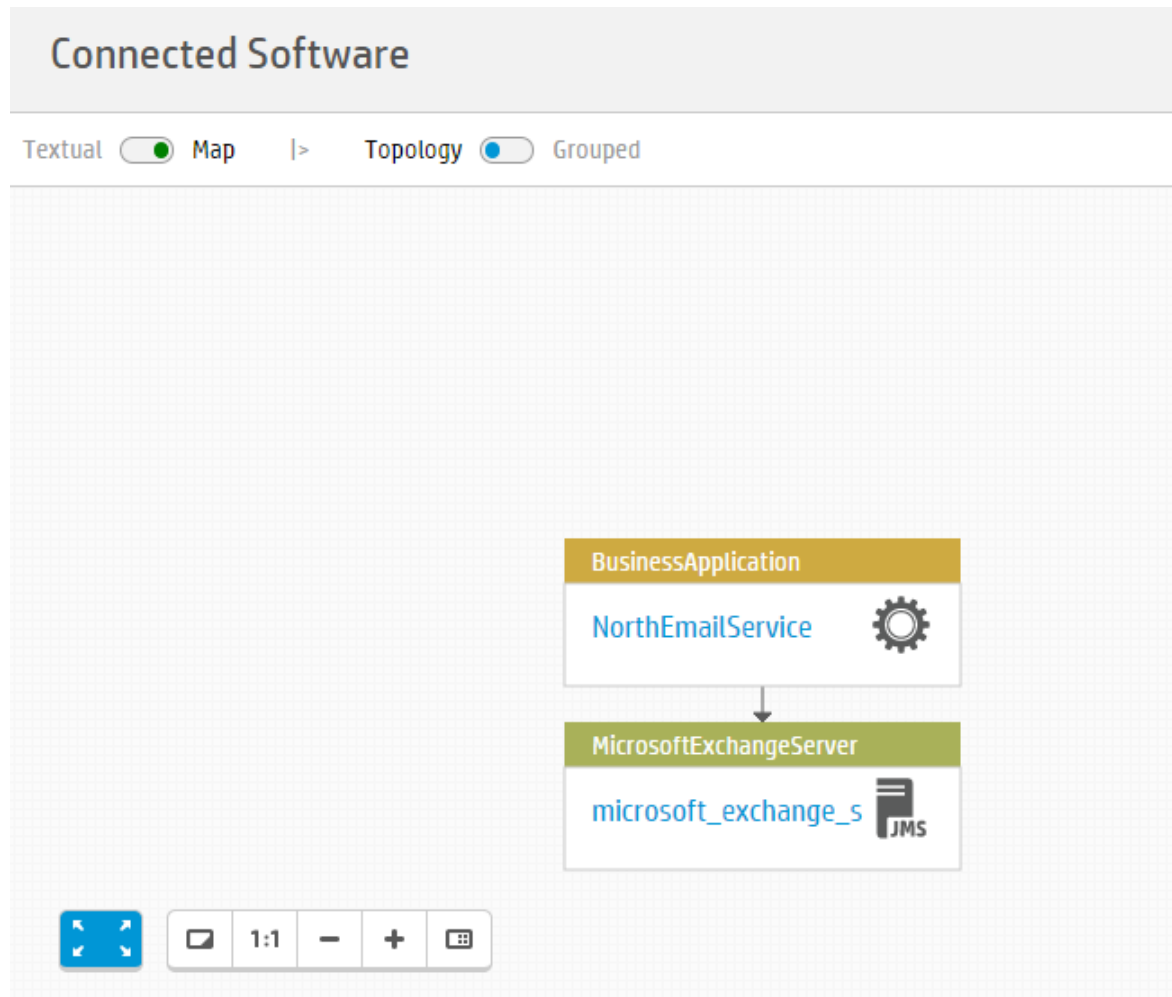 Connected Software
Textual Map |> Topology Grouped
BusinessApplication
NorthEmailService
MicrosoftExchangeServer
microsoft_exchange_s
JMS
1:1 − +